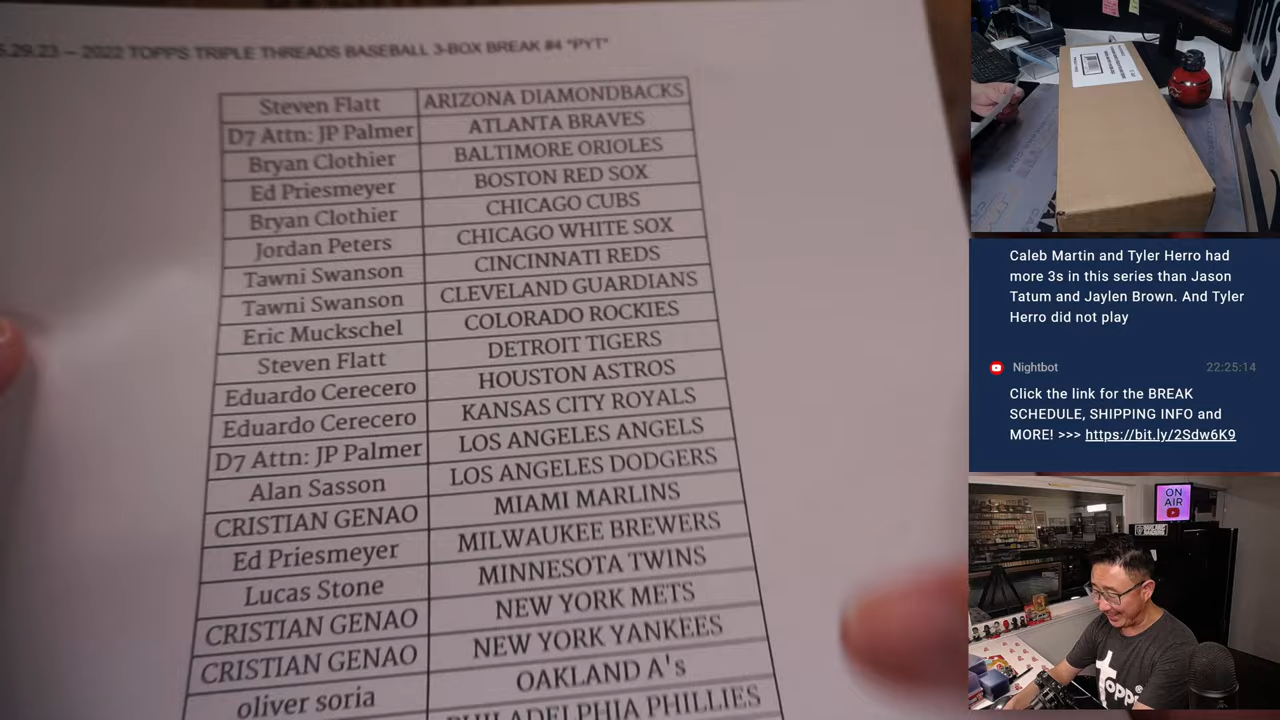 5.29.23 – 2022 TOPPS TRIPLE THREADS BASEBALL 3-BOX BREAK #4 "PYT"
Steven Flatt ARIZONA DIAMONDBACKS
D7 Attn: JP Palmer ATLANTA BRAVES
Bryan Clothier BALTIMORE ORIOLES
Ed Priesmeyer BOSTON RED SOX
Bryan Clothier CHICAGO CUBS
Jordan Peters CHICAGO WHITE SOX
Tawni Swanson CINCINNATI REDS
Tawni Swanson CLEVELAND GUARDIANS
Eric Muckschel COLORADO ROCKIES
Steven Flatt DETROIT TIGERS
Eduardo Cerecero HOUSTON ASTROS
Eduardo Cerecero KANSAS CITY ROYALS
D7 Attn: JP Palmer LOS ANGELES ANGELS
Alan Sasson LOS ANGELES DODGERS
CRISTIAN GENAO MIAMI MARLINS
Ed Priesmeyer MILWAUKEE BREWERS
Lucas Stone MINNESOTA TWINS
CRISTIAN GENAO NEW YORK METS
CRISTIAN GENAO NEW YORK YANKEES
oliver soria OAKLAND A's
PHILADELPHIA PHILLIES
Caleb Martin and Tyler Herro had
more 3s in this series than Jason
Tatum and Jaylen Brown. And Tyler
Herro did not play
Nightbot 22:25:14
Click the link for the BREAK
SCHEDULE, SHIPPING INFO and
MORE! >>> https://bit.ly/2Sdw6K9
ON
AIR
topps